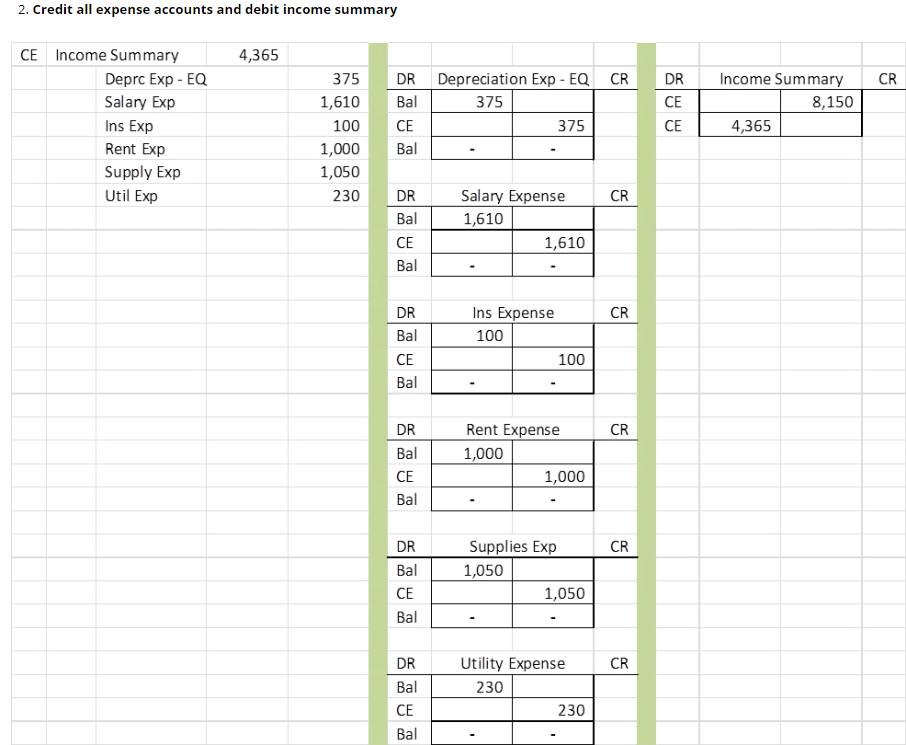 2. Credit all expense accounts and debit income summary
CE Income Summary 4,365
Deprc Exp - EQ 375 DR Depreciation Exp - EQ CR DR Income Summary CR
Salary Exp 1,610 Bal 375 CE 8,150
Ins Exp 100 CE 375 CE 4,365
Rent Exp 1,000 Bal - -
Supply Exp 1,050
Util Exp 230 DR Salary Expense CR
Bal 1,610
CE 1,610
Bal - -
DR Ins Expense CR
Bal 100
CE 100
Bal - -
DR Rent Expense CR
Bal 1,000
CE 1,000
Bal - -
DR Supplies Exp CR
Bal 1,050
CE 1,050
Bal - -
DR Utility Expense CR
Bal 230
CE 230
Bal - -